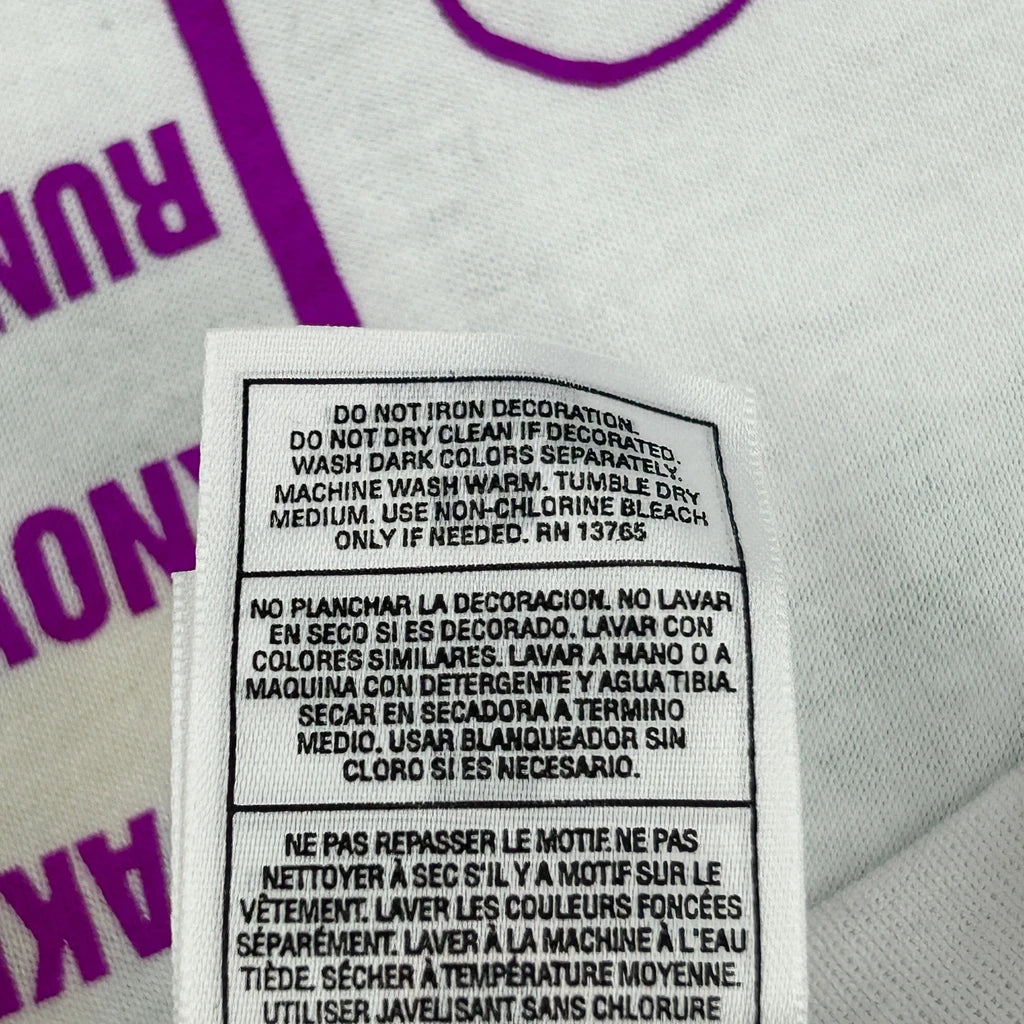 RUN
DO NOT IRON DECORATION.
DO NOT DRY CLEAN IF DECORATED.
WASH DARK COLORS SEPARATELY.
MACHINE WASH WARM. TUMBLE DRY
MEDIUM. USE NON-CHLORINE BLEACH
ONLY IF NEEDED. RN 13765
NO PLANCHAR LA DECORACION. NO LAVAR
EN SECO SI ES DECORADO. LAVAR CON
COLORES SIMILARES. LAVAR A MANO O A
MAQUINA CON DETERGENTE Y AGUA TIBIA.
SECAR EN SECADORA A TERMINO
MEDIO. USAR BLANQUEADOR SIN
CLORO SI ES NECESARIO.
NE PAS REPASSER LE MOTIF. NE PAS
NETTOYER À SEC S'IL Y A MOTIF SUR LE
VÊTEMENT. LAVER LES COULEURS FONCÉES
SÉPARÉMENT. LAVER À LA MACHINE À L'EAU
TIÈDE. SÉCHER À TEMPÉRATURE MOYENNE.
UTILISER JAVELISANT SANS CHLORURE